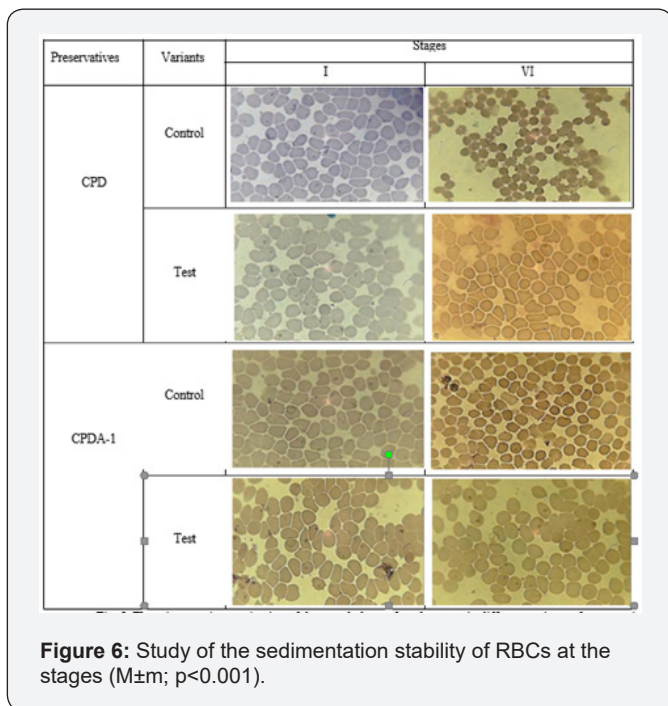 Preservatives Variants Stages
I VI
CPD Control
Test
CPDA-1 Control
Test
Figure 6: Study of the sedimentation stability of RBCs at the
stages (M±m; p<0.001).